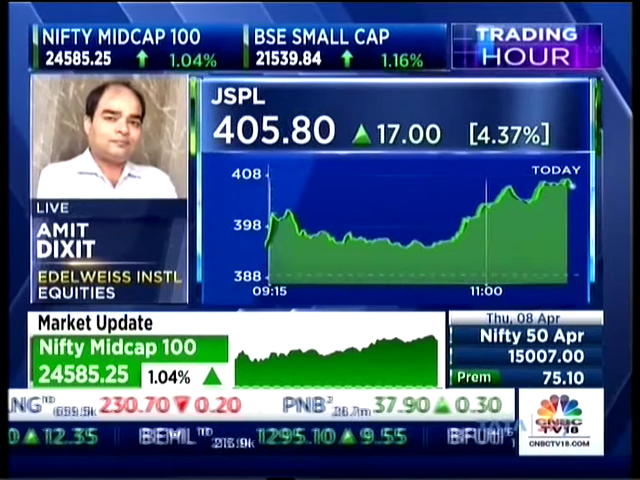 NIFTY MIDCAP 100
24585.25 1.04%
BSE SMALL CAP
21539.84 1.16%
TRADING
HOUR
JSPL
405.80 17.00 [4.37%]
TODAY
408
398
388
09:15 11:00
LIVE
AMIT
DIXIT
EDELWEISS INSTL
EQUITIES
Market Update
Nifty Midcap 100
24585.25 1.04%
Thu, 08 Apr
Nifty 50 Apr
15007.00
Prem 75.10
NG 230.70 0.20 PNB 37.90 0.30
12.35 BEML 1295.10 9.55
CNBC
TV18
CNBCTV18.COM